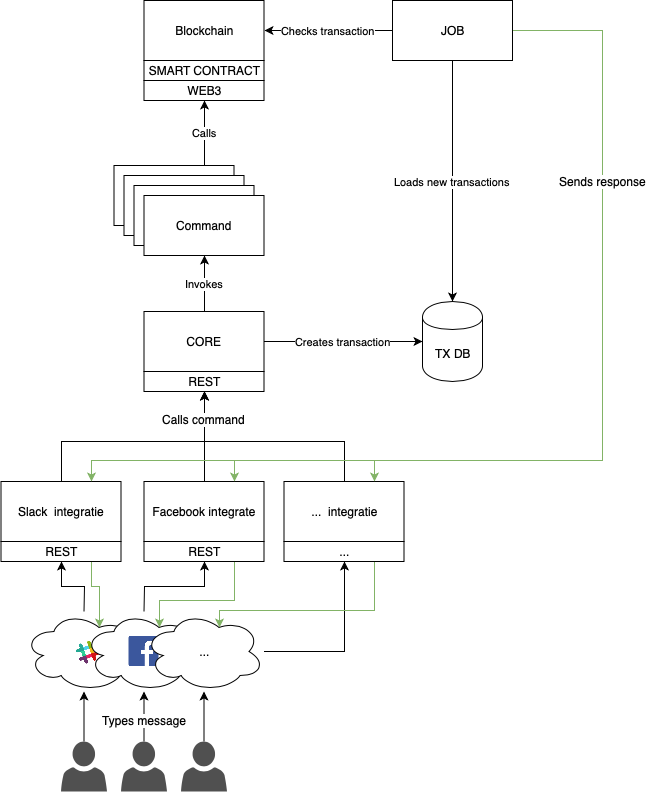 Blockchain
Checks transaction
JOB
SMART CONTRACT
WEB3
Calls
Loads new transactions
Sends response
Command
Invokes
CORE
Creates transaction
TX DB
REST
Calls command
Slack integratie
Facebook integrate
... integratie
REST
REST
...
f
...
Types message